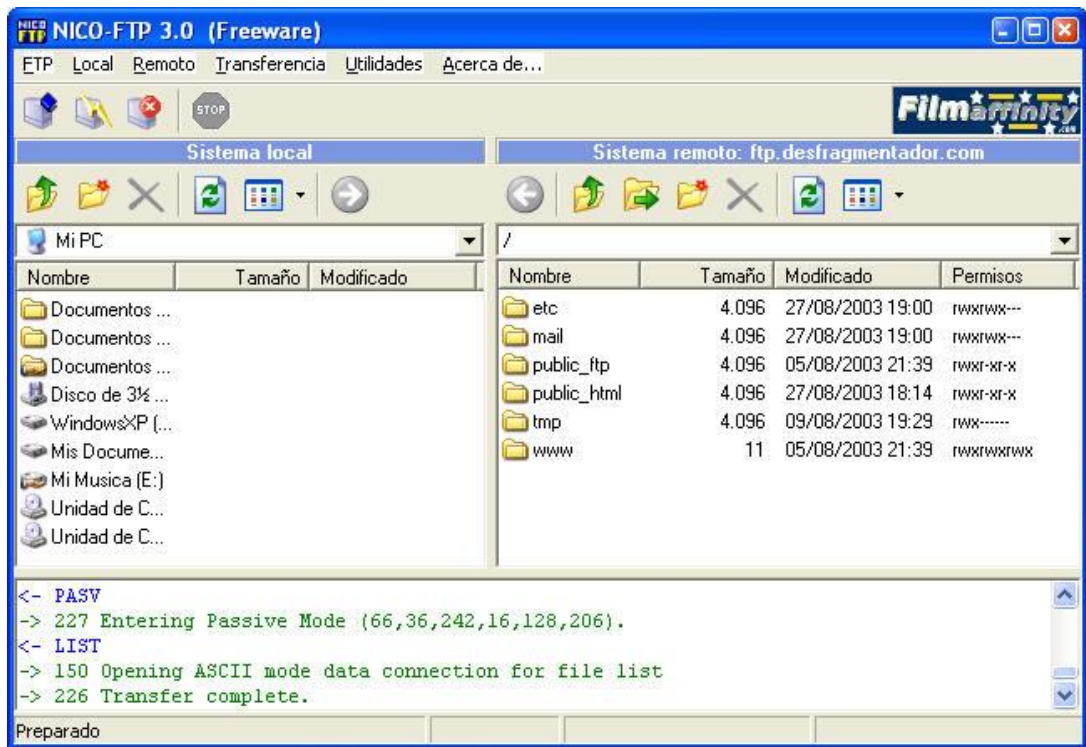 NICO FTP NICO-FTP 3.0 (Freeware)
FTP Local Remoto Transferencia Utilidades Acerca de...
STOP
Filmaffinity .com
Sistema local
Sistema remoto: ftp.desfragmentador.com
Mi PC
/
Nombre Tamaño Modificado
Nombre Tamaño Modificado Permisos
Documentos ...
Documentos ...
Documentos ...
Disco de 3½ ...
WindowsXP (...
Mis Docume...
Mi Musica (E:)
Unidad de C...
Unidad de C...
etc 4.096 27/08/2003 19:00 rwxrwx---
mail 4.096 27/08/2003 19:00 rwxrwx---
public_ftp 4.096 05/08/2003 21:39 rwxr-xr-x
public_html 4.096 27/08/2003 18:14 rwxr-xr-x
tmp 4.096 09/08/2003 19:29 rwx------
www 11 05/08/2003 21:39 rwxrwxrwx
<- PASV
-> 227 Entering Passive Mode (66,36,242,16,128,206).
<- LIST
-> 150 Opening ASCII mode data connection for file list
-> 226 Transfer complete.
Preparado